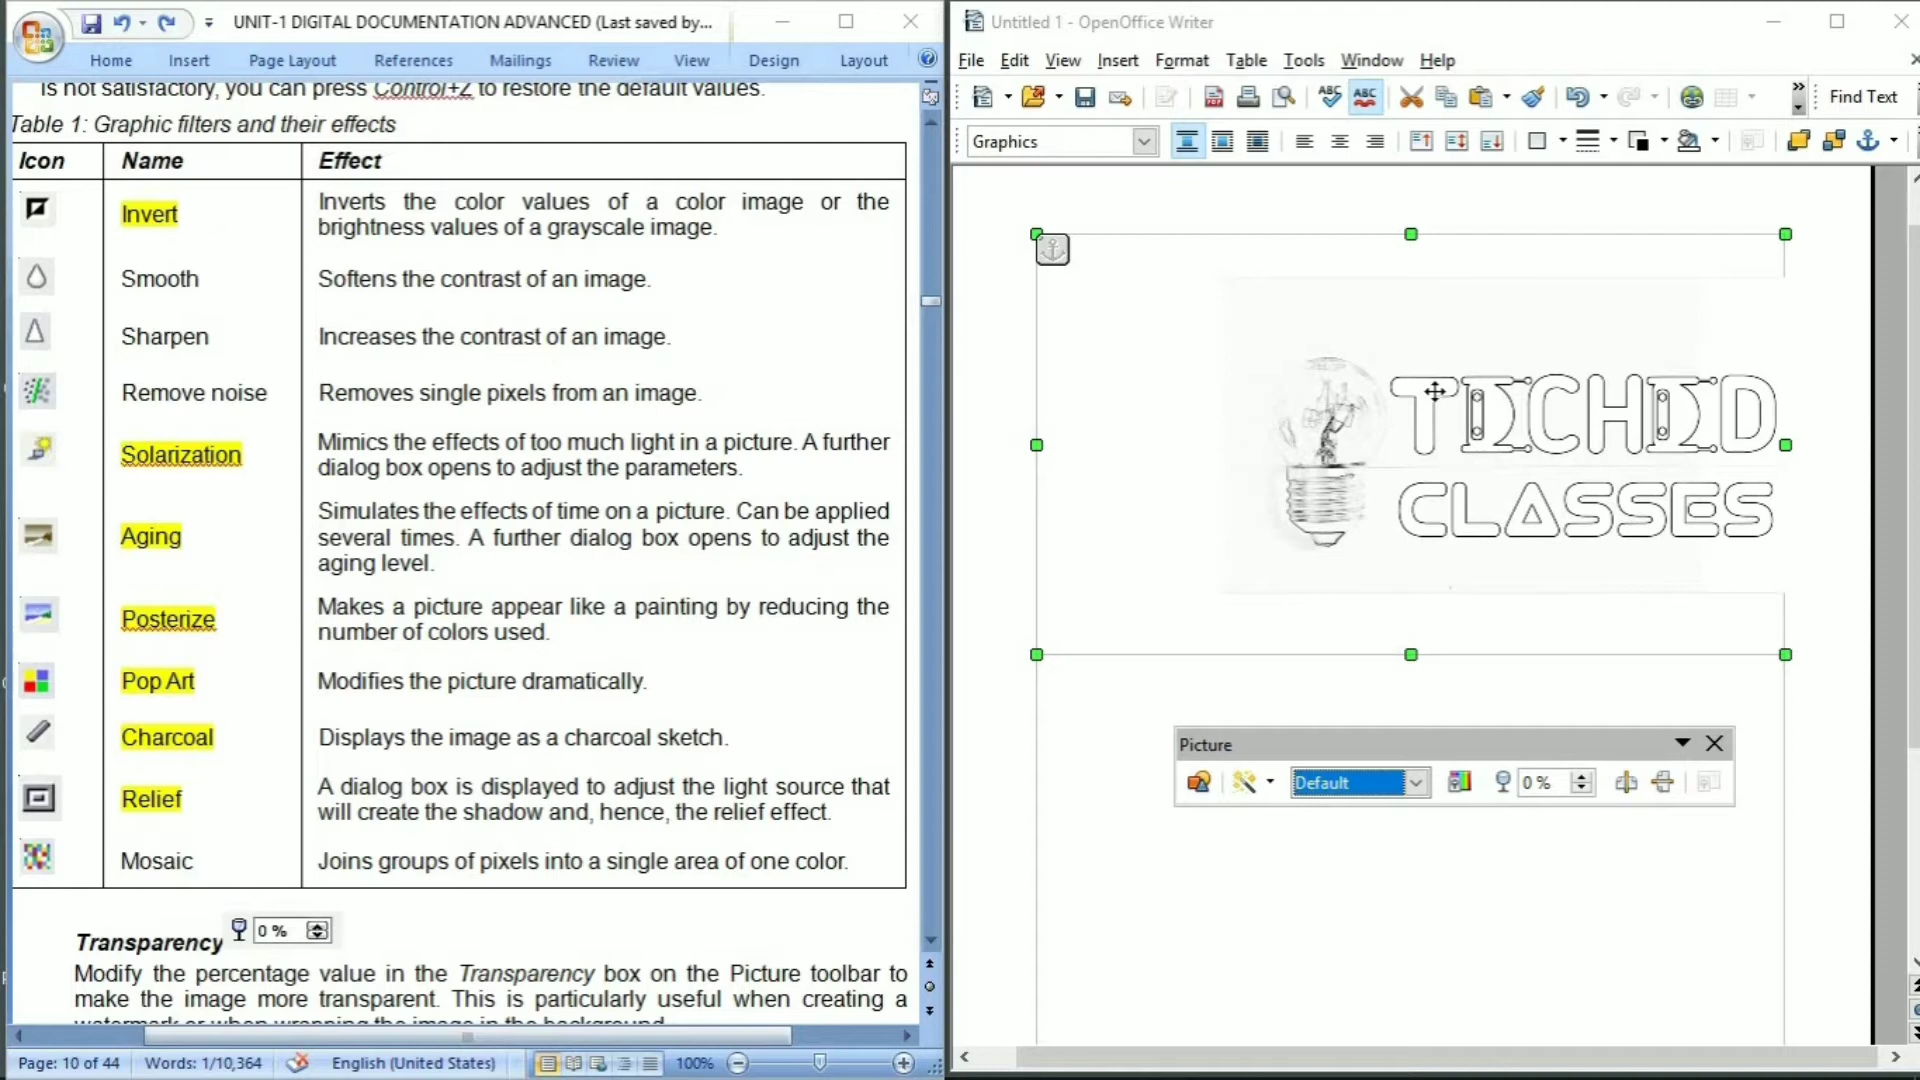 UNIT-1 DIGITAL DOCUMENTATION ADVANCED (Last saved by...
Home Insert Page Layout References Mailings Review View Design Layout
is not satisfactory, you can press Control+Z to restore the default values.
Table 1: Graphic filters and their effects
Icon Name Effect
Invert Inverts the color values of a color image or the
brightness values of a grayscale image.
Smooth Softens the contrast of an image.
Sharpen Increases the contrast of an image.
Remove noise Removes single pixels from an image.
Solarization Mimics the effects of too much light in a picture. A further
dialog box opens to adjust the parameters.
Aging Simulates the effects of time on a picture. Can be applied
several times. A further dialog box opens to adjust the
aging level.
Posterize Makes a picture appear like a painting by reducing the
number of colors used.
Pop Art Modifies the picture dramatically.
Charcoal Displays the image as a charcoal sketch.
Relief A dialog box is displayed to adjust the light source that
will create the shadow and, hence, the relief effect.
Mosaic Joins groups of pixels into a single area of one color.
Transparency 0 %
Modify the percentage value in the Transparency box on the Picture toolbar to
make the image more transparent. This is particularly useful when creating a
watermark or when wrapping the image in the background.
Page: 10 of 44 Words: 1/10,364 English (United States) 100%
Untitled 1 - OpenOffice Writer
File Edit View Insert Format Table Tools Window Help
ABC ABC Find Text
Graphics
TECHED
CLASSES
Picture
Default 0 %